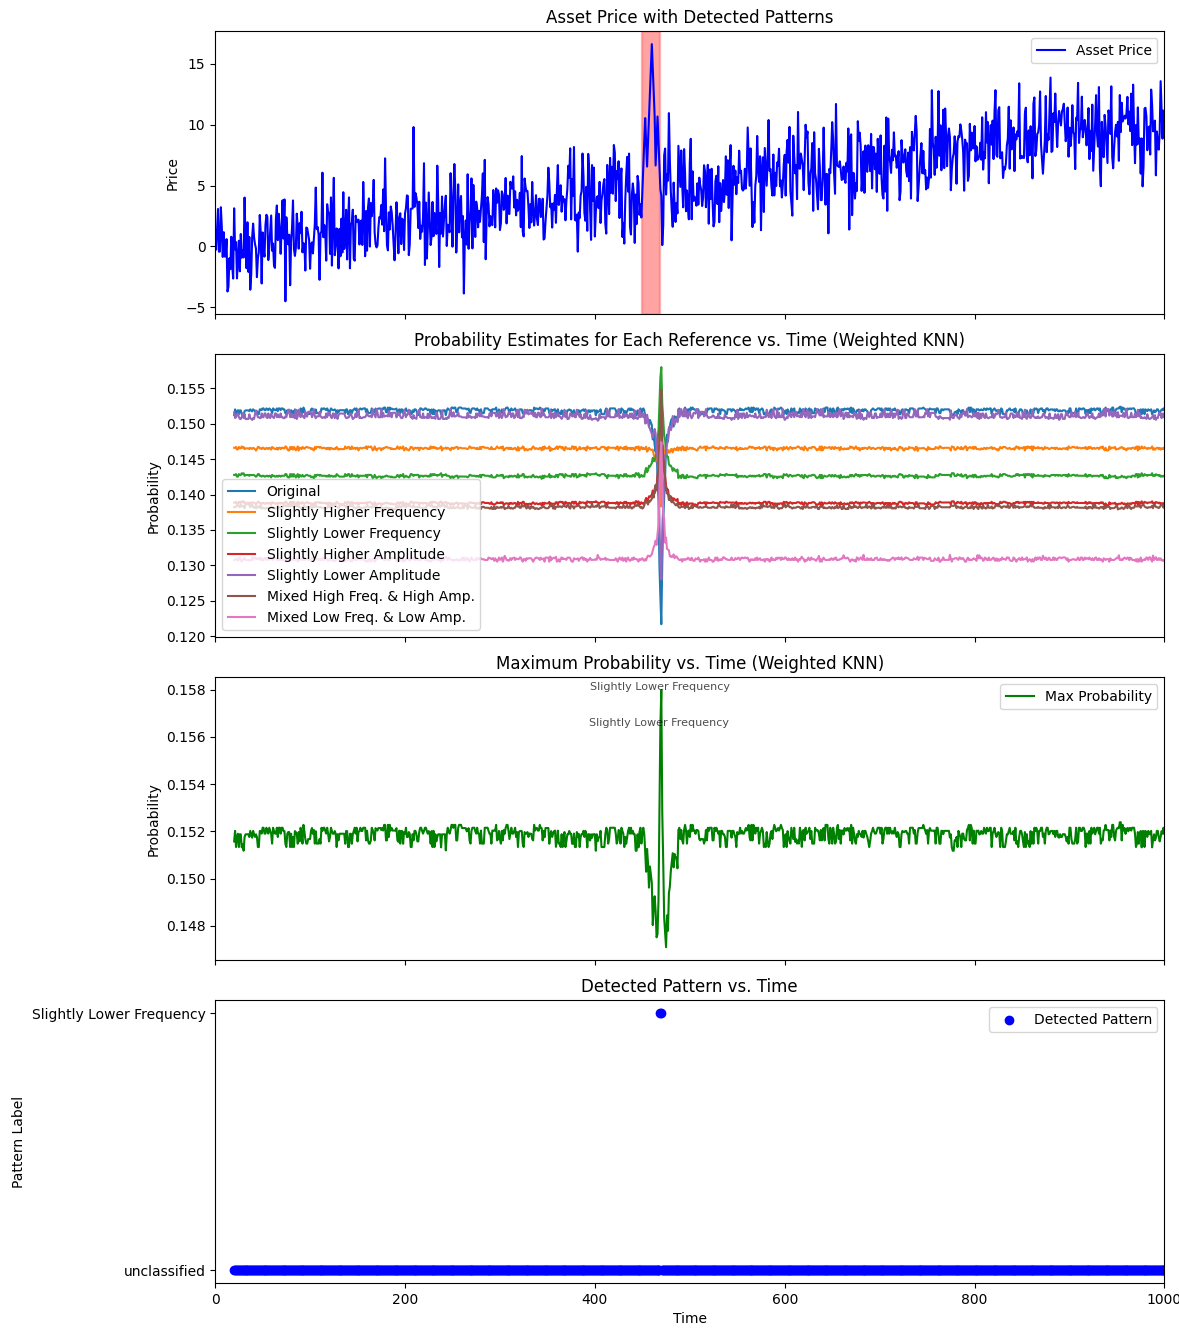 Asset Price with Detected Patterns
Asset Price
Price
15
10
5
0
−5
Probability Estimates for Each Reference vs. Time (Weighted KNN)
Probability
0.155
0.150
0.145
0.140
0.135
0.130
0.125
0.120
Original
Slightly Higher Frequency
Slightly Lower Frequency
Slightly Higher Amplitude
Slightly Lower Amplitude
Mixed High Freq. & High Amp.
Mixed Low Freq. & Low Amp.
Maximum Probability vs. Time (Weighted KNN)
Max Probability
Slightly Lower Frequency
Slightly Lower Frequency
Probability
0.158
0.156
0.154
0.152
0.150
0.148
Detected Pattern vs. Time
Detected Pattern
Pattern Label
Slightly Lower Frequency
unclassified
0 200 400 600 800 1000
Time